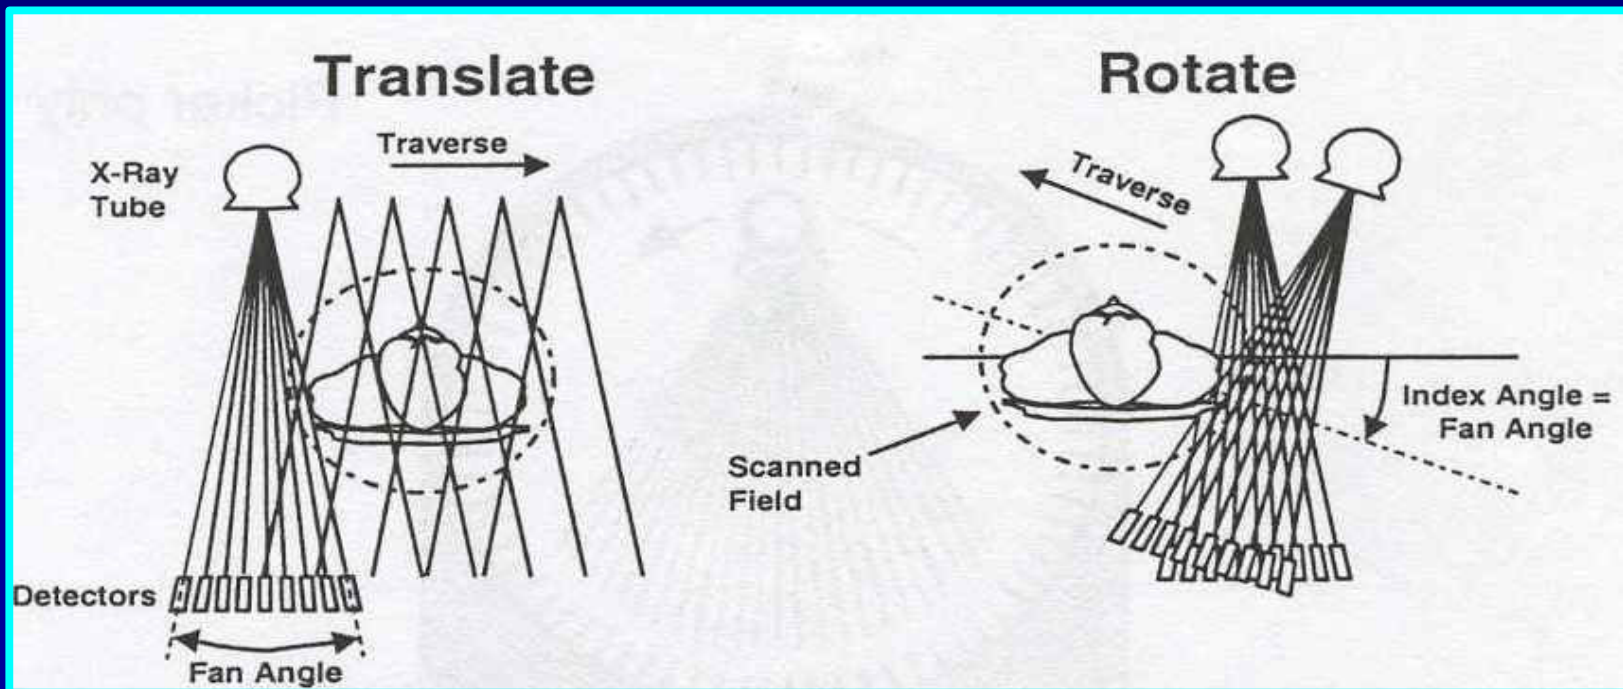 Translate
Rotate
Traverse
X-Ray
Tube
Traverse
Index Angle =
Fan Angle
Scanned
Field
Detectors
Fan Angle